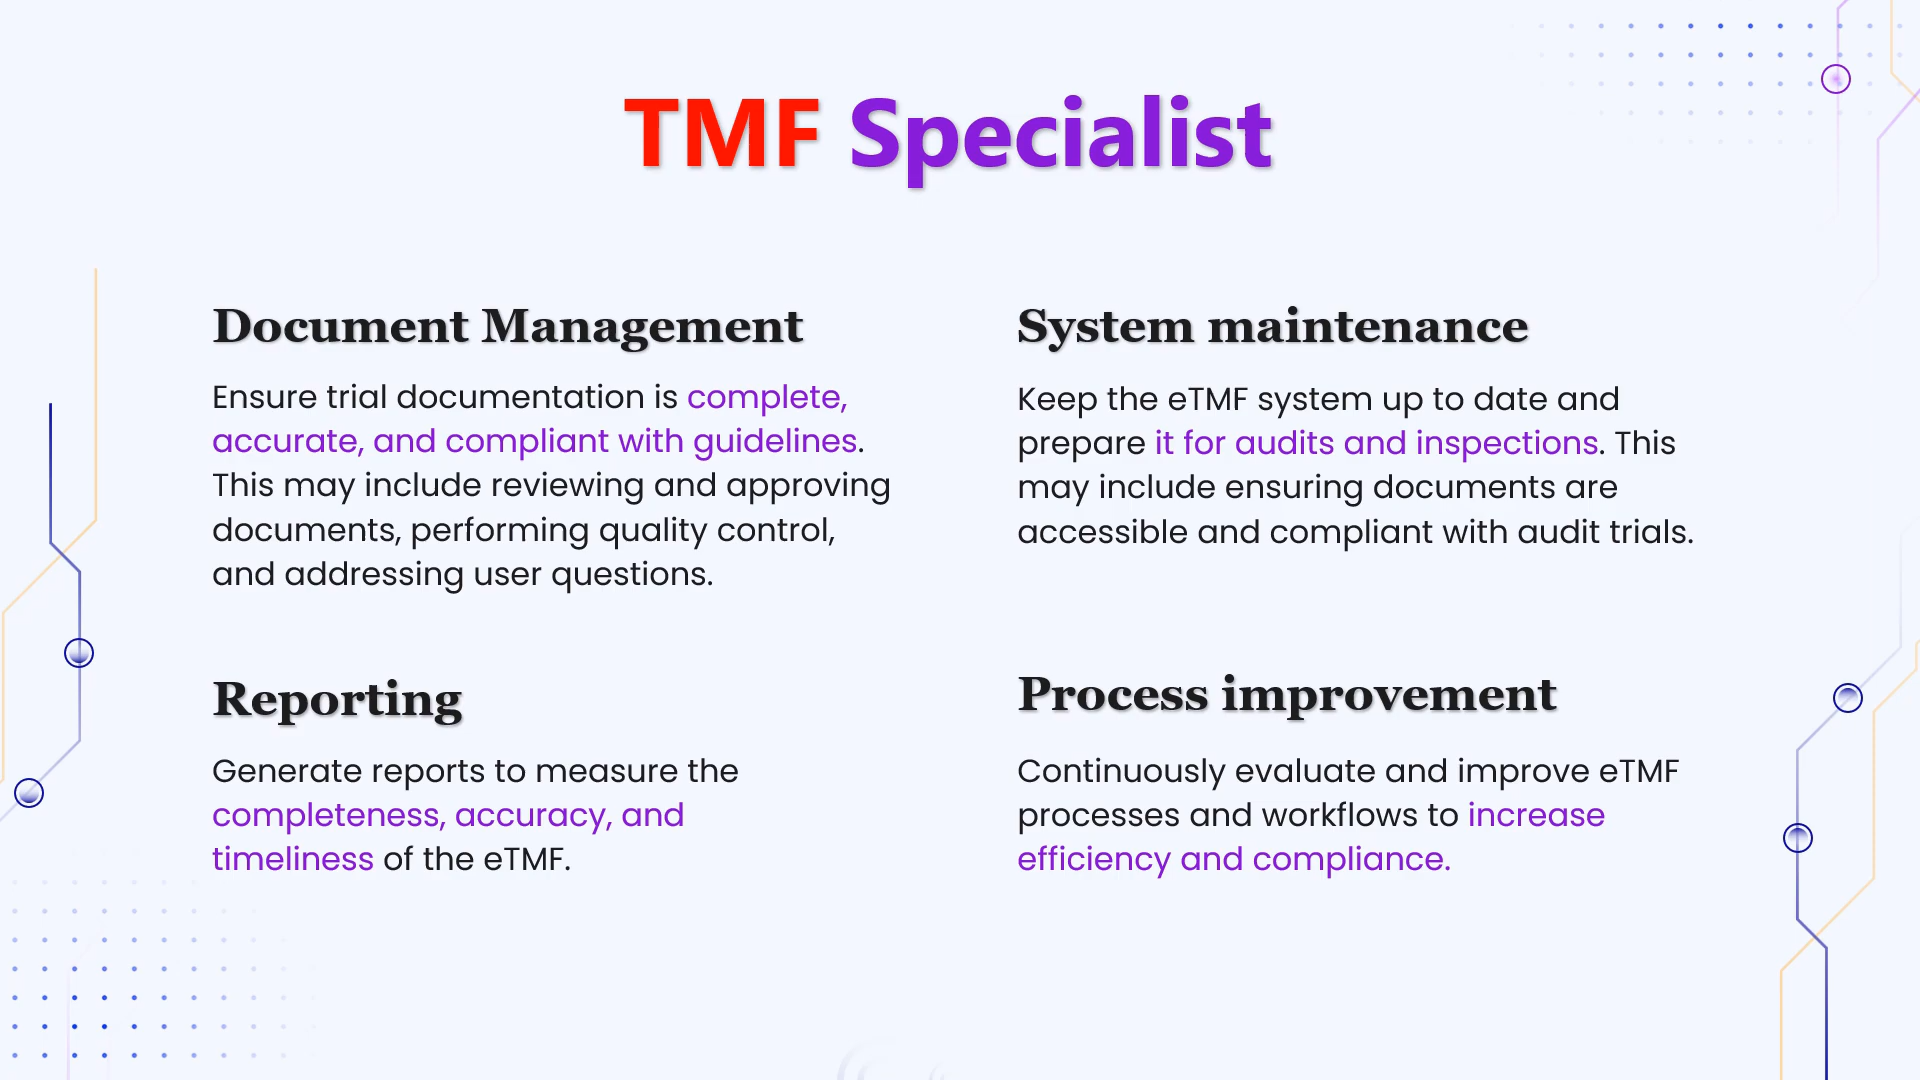 TMF Specialist
Document Management
Ensure trial documentation is complete,
accurate, and compliant with guidelines.
This may include reviewing and approving
documents, performing quality control,
and addressing user questions.
System maintenance
Keep the eTMF system up to date and
prepare it for audits and inspections. This
may include ensuring documents are
accessible and compliant with audit trials.
Reporting
Generate reports to measure the
completeness, accuracy, and
timeliness of the eTMF.
Process improvement
Continuously evaluate and improve eTMF
processes and workflows to increase
efficiency and compliance.